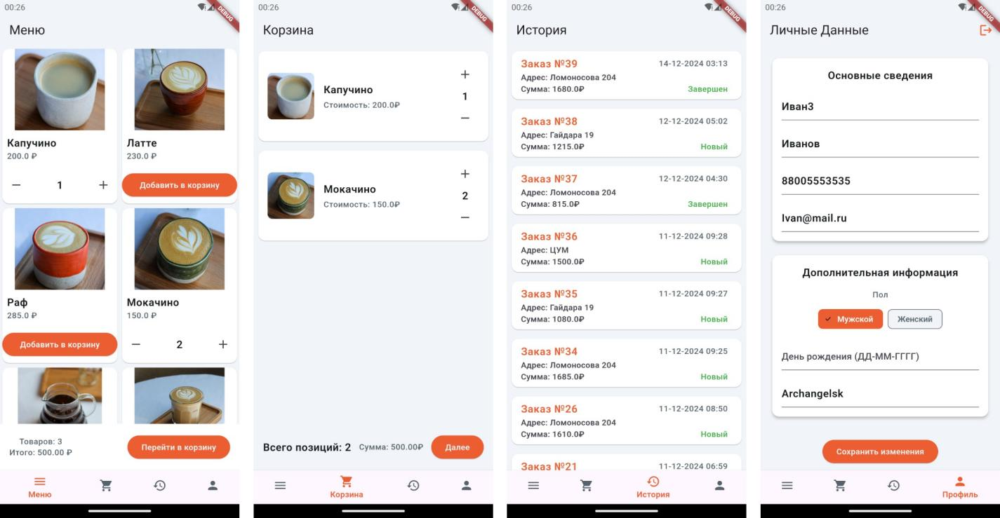 00:26
DEBUG
Меню
Капучино
200.0 ₽
1
Латте
230.0 ₽
Добавить в корзину
Раф
285.0 ₽
Добавить в корзину
Мокачино
150.0 ₽
2
Товаров: 3
Итого: 500.00 ₽
Перейти в корзину
Меню
00:26
DEBUG
Корзина
Капучино
Стоимость: 200.0₽
1
Мокачино
Стоимость: 150.0₽
2
Всего позиций: 2 Сумма: 500.00₽ Далее
Корзина
00:26
DEBUG
История
Заказ №39 14-12-2024 03:13
Адрес: Ломоносова 204
Сумма: 1680.0₽ Завершен
Заказ №38 12-12-2024 05:02
Адрес: Гайдара 19
Сумма: 1215.0₽ Новый
Заказ №37 12-12-2024 04:30
Адрес: Ломоносова 204
Сумма: 815.0₽ Завершен
Заказ №36 11-12-2024 09:28
Адрес: ЦУМ
Сумма: 1500.0₽ Новый
Заказ №35 11-12-2024 09:27
Адрес: Гайдара 19
Сумма: 1080.0₽ Новый
Заказ №34 11-12-2024 09:25
Адрес: Ломоносова 204
Сумма: 1685.0₽ Новый
Заказ №26 11-12-2024 08:50
Адрес: Ломоносова 204
Сумма: 1610.0₽ Новый
Заказ №21 11-12-2024 06:59
История
00:26
DEBUG
Личные Данные
Основные сведения
Иван3
Иванов
88005553535
Ivan@mail.ru
Дополнительная информация
Пол
Мужской Женский
День рождения (ДД-ММ-ГГГГ)
Archangelsk
Сохранить изменения
Профиль